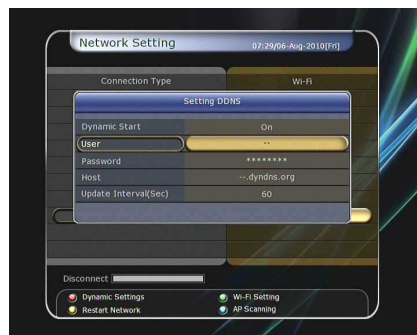 Network Setting 07:29/06-Aug-2010[Fri]
Connection Type Wi-Fi
Setting DDNS
Dynamic Start On
User --
Password ********
Host --.dyndns.org
Update Interval(Sec) 60
Disconnect
Dynamic Settings Wi-Fi Setting
Restart Network AP Scanning